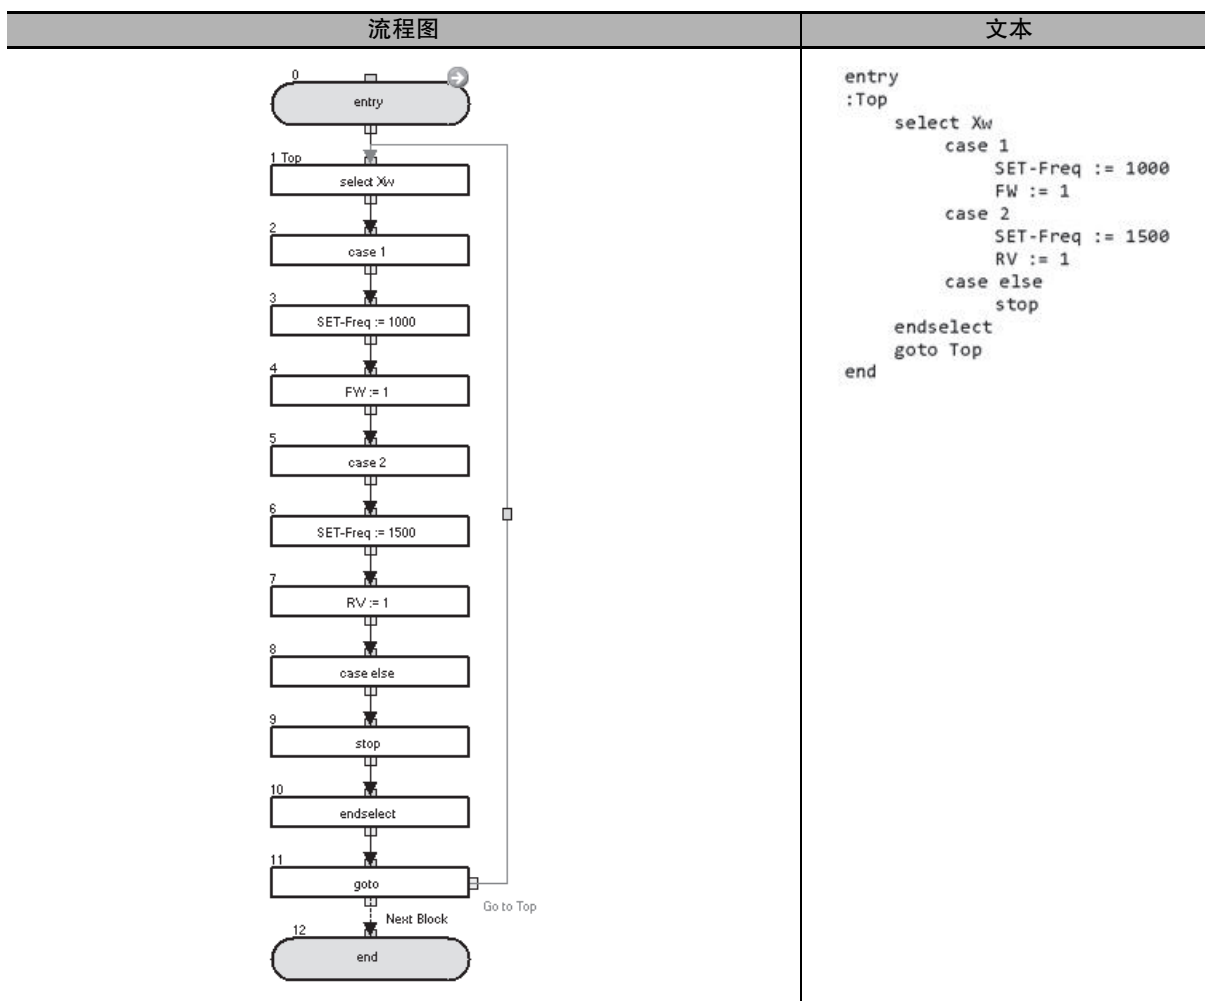 流程图
文本
0
entry
1 Top
select Xw
2
case 1
3
SET-Freq := 1000
4
FW := 1
5
case 2
6
SET-Freq := 1500
7
RV := 1
8
case else
9
stop
10
endselect
11
goto
Go to Top
Next Block
12
end
entry
:Top
select Xw
case 1
SET-Freq := 1000
FW := 1
case 2
SET-Freq := 1500
RV := 1
case else
stop
endselect
goto Top
end